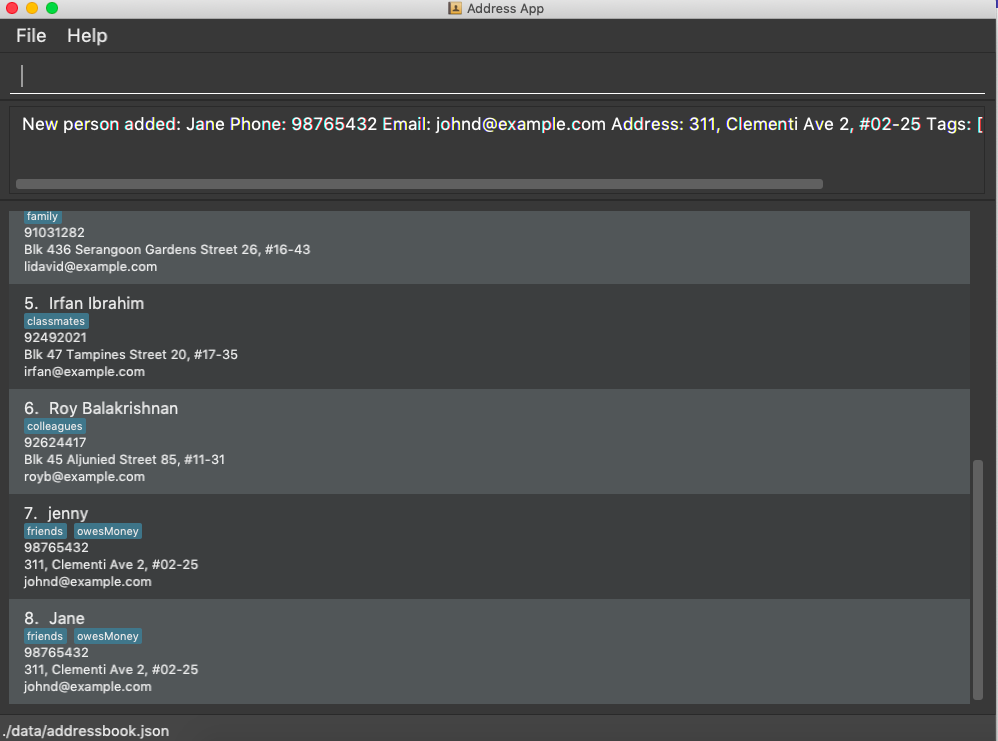 Address App
File Help
New person added: Jane Phone: 98765432 Email: johnd@example.com Address: 311, Clementi Ave 2, #02-25 Tags: [
family
91031282
Blk 436 Serangoon Gardens Street 26, #16-43
lidavid@example.com
5. Irfan Ibrahim
classmates
92492021
Blk 47 Tampines Street 20, #17-35
irfan@example.com
6. Roy Balakrishnan
colleagues
92624417
Blk 45 Aljunied Street 85, #11-31
royb@example.com
7. jenny
friends owesMoney
98765432
311, Clementi Ave 2, #02-25
johnd@example.com
8. Jane
friends owesMoney
98765432
311, Clementi Ave 2, #02-25
johnd@example.com
./data/addressbook.json